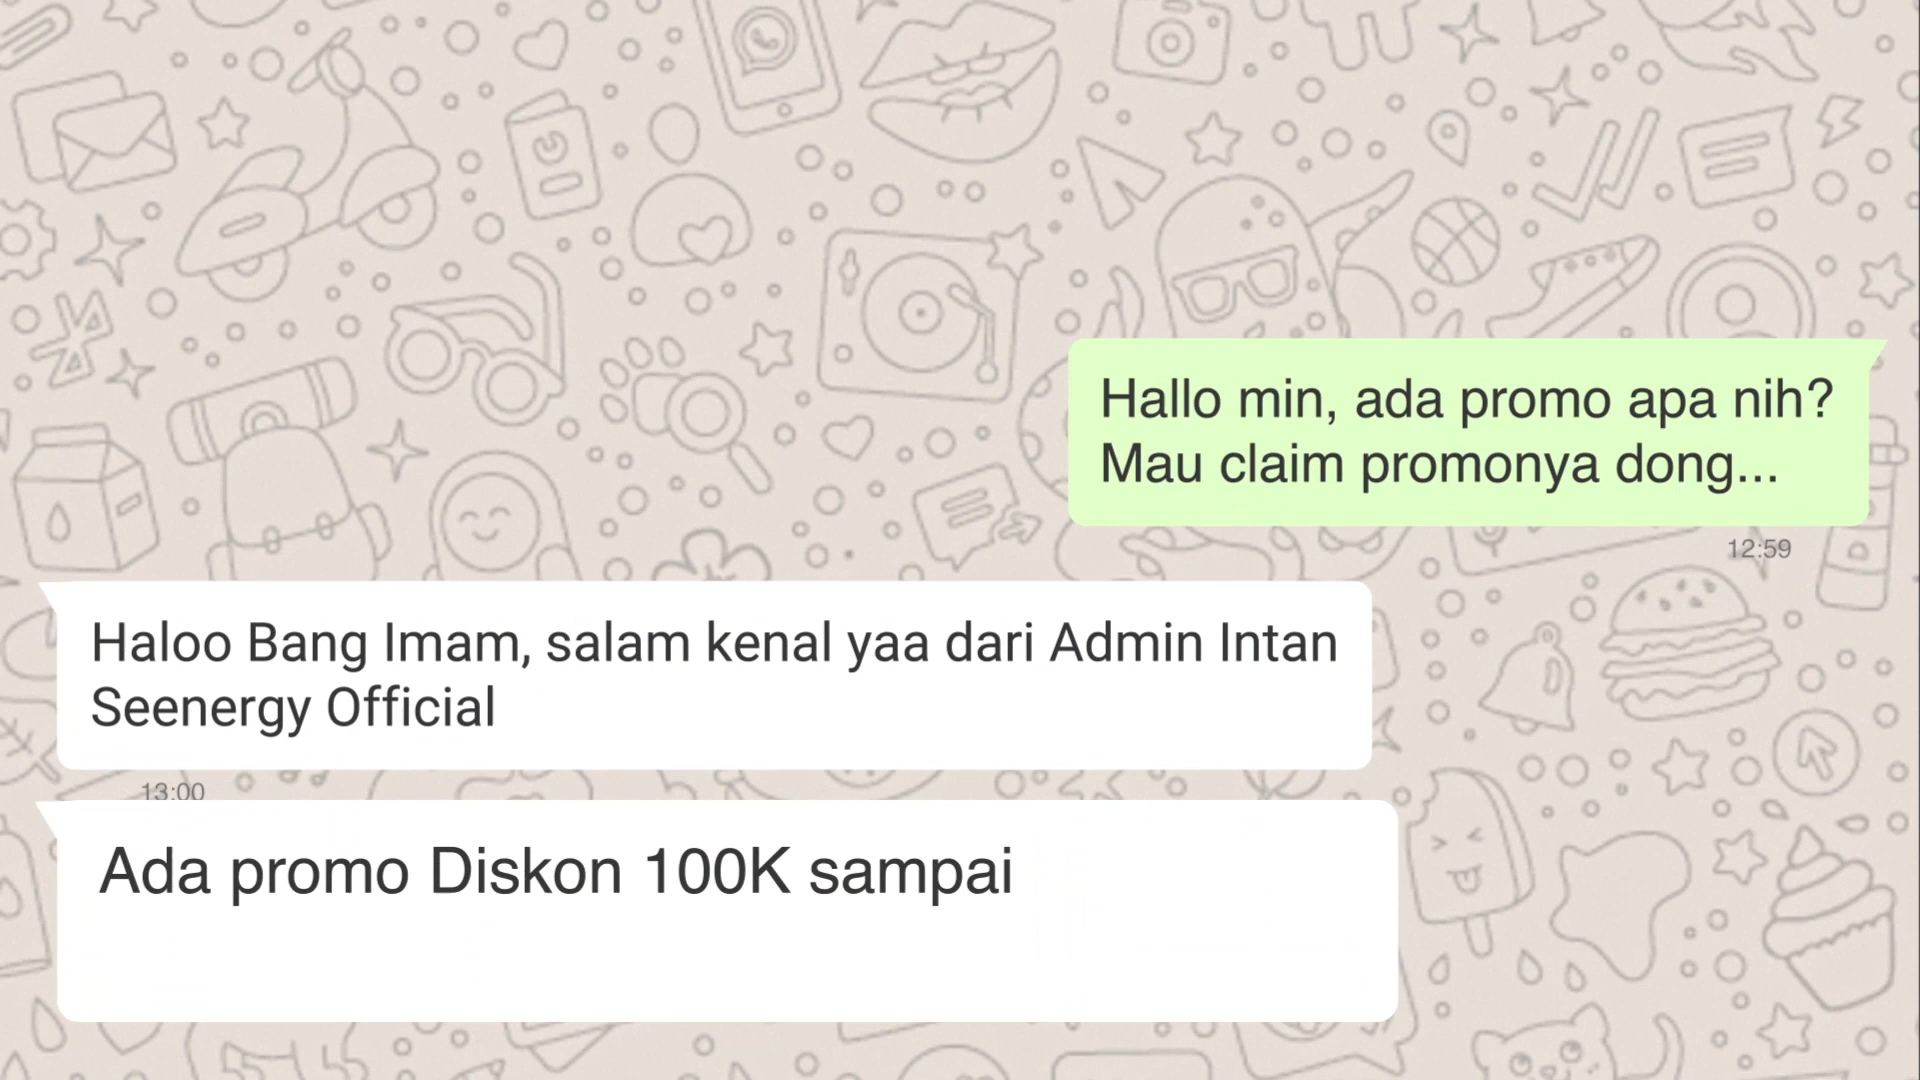 Hallo min, ada promo apa nih?
Mau claim promonya dong...
12:59
Haloo Bang Imam, salam kenal yaa dari Admin Intan
Seenergy Official
13:00
Ada promo Diskon 100K sampai